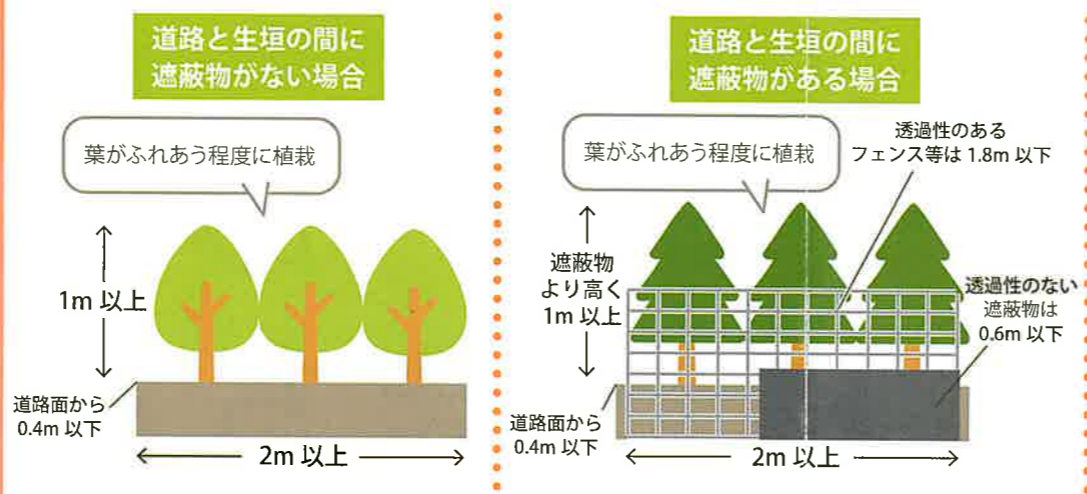 道路と生垣の間に
遮蔽物がない場合
葉がふれあう程度に植栽
1m 以上
道路面から
0.4m 以下
2m 以上
道路と生垣の間に
遮蔽物がある場合
葉がふれあう程度に植栽
透過性のある
フェンス等は 1.8m 以下
遮蔽物
より高く
1m 以上
透過性のない
遮蔽物は
0.6m 以下
道路面から
0.4m 以下
2m 以上